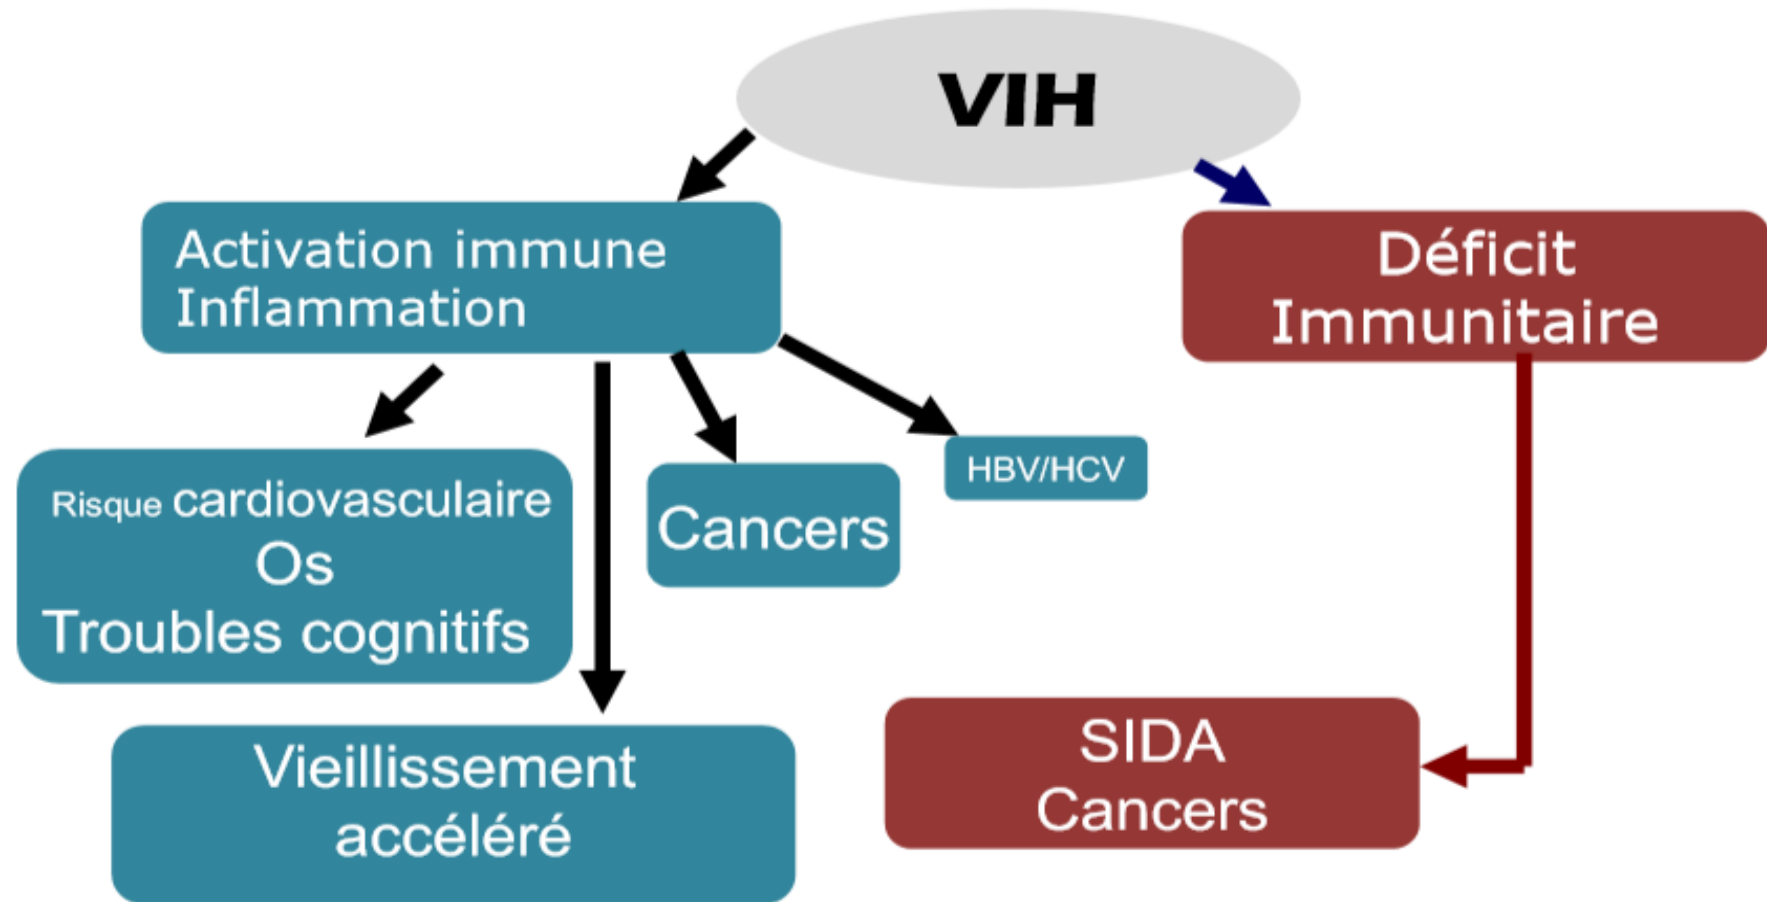 VIH
Activation immune
Inflammation
Déficit
Immunitaire
Risque cardiovasculaire
Os
Troubles cognitifs
Cancers
HBV/HCV
Vieillissement
accéléré
SIDA
Cancers